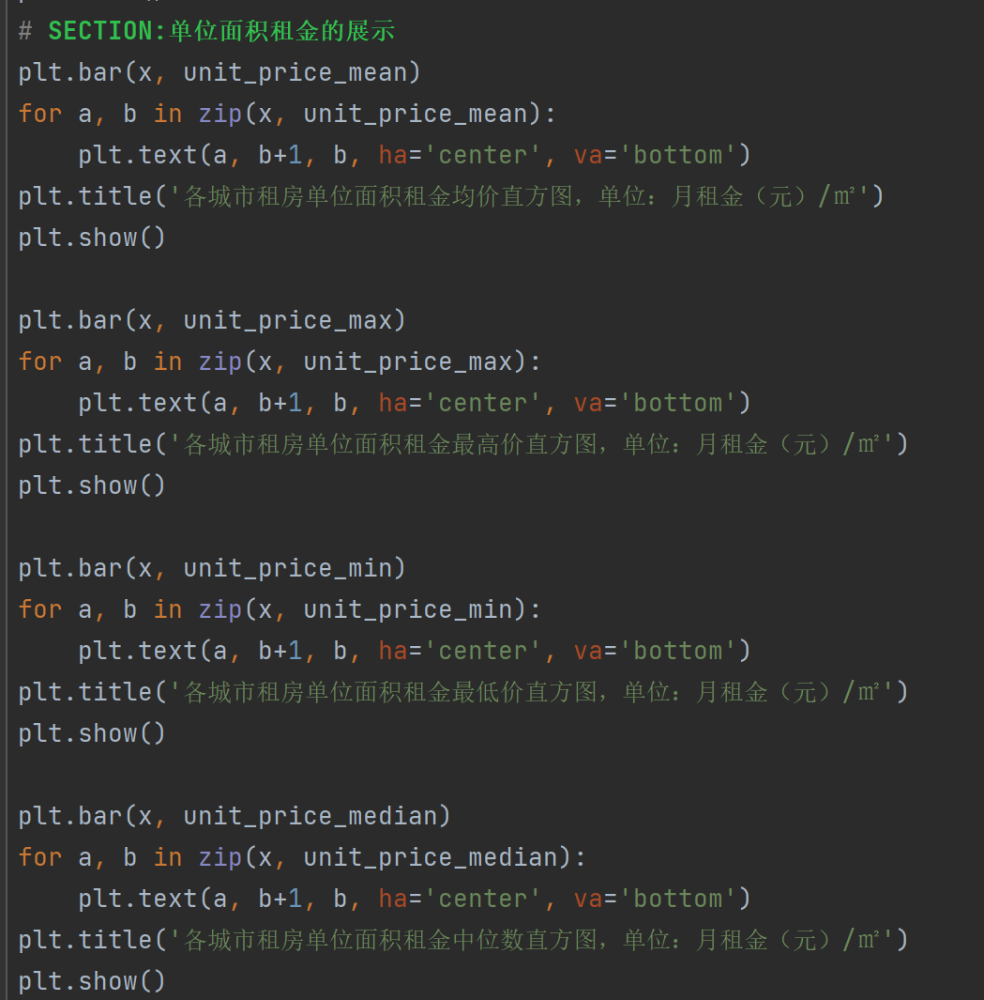 # SECTION:单位面积租金的展示
plt.bar(x, unit_price_mean)
for a, b in zip(x, unit_price_mean):
    plt.text(a, b+1, b, ha='center', va='bottom')
plt.title('各城市租房单位面积租金均价直方图，单位：月租金（元）/㎡')
plt.show()

plt.bar(x, unit_price_max)
for a, b in zip(x, unit_price_max):
    plt.text(a, b+1, b, ha='center', va='bottom')
plt.title('各城市租房单位面积租金最高价直方图，单位：月租金（元）/㎡')
plt.show()

plt.bar(x, unit_price_min)
for a, b in zip(x, unit_price_min):
    plt.text(a, b+1, b, ha='center', va='bottom')
plt.title('各城市租房单位面积租金最低价直方图，单位：月租金（元）/㎡')
plt.show()

plt.bar(x, unit_price_median)
for a, b in zip(x, unit_price_median):
    plt.text(a, b+1, b, ha='center', va='bottom')
plt.title('各城市租房单位面积租金中位数直方图，单位：月租金（元）/㎡')
plt.show()